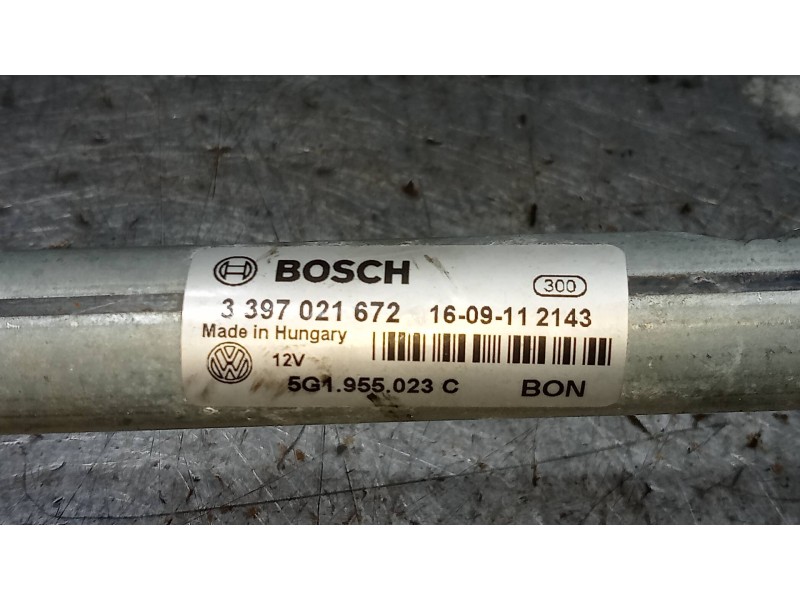 BOSCH
300
3 397 021 672 16-09-11 2143
Made in Hungary
12V
5G1.955.023 C BON